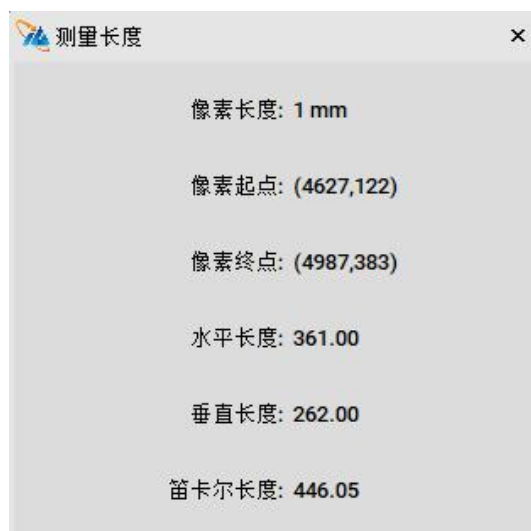 测量长度
像素长度: 1 mm
像素起点: (4627,122)
像素终点: (4987,383)
水平长度: 361.00
垂直长度: 262.00
笛卡尔长度: 446.05